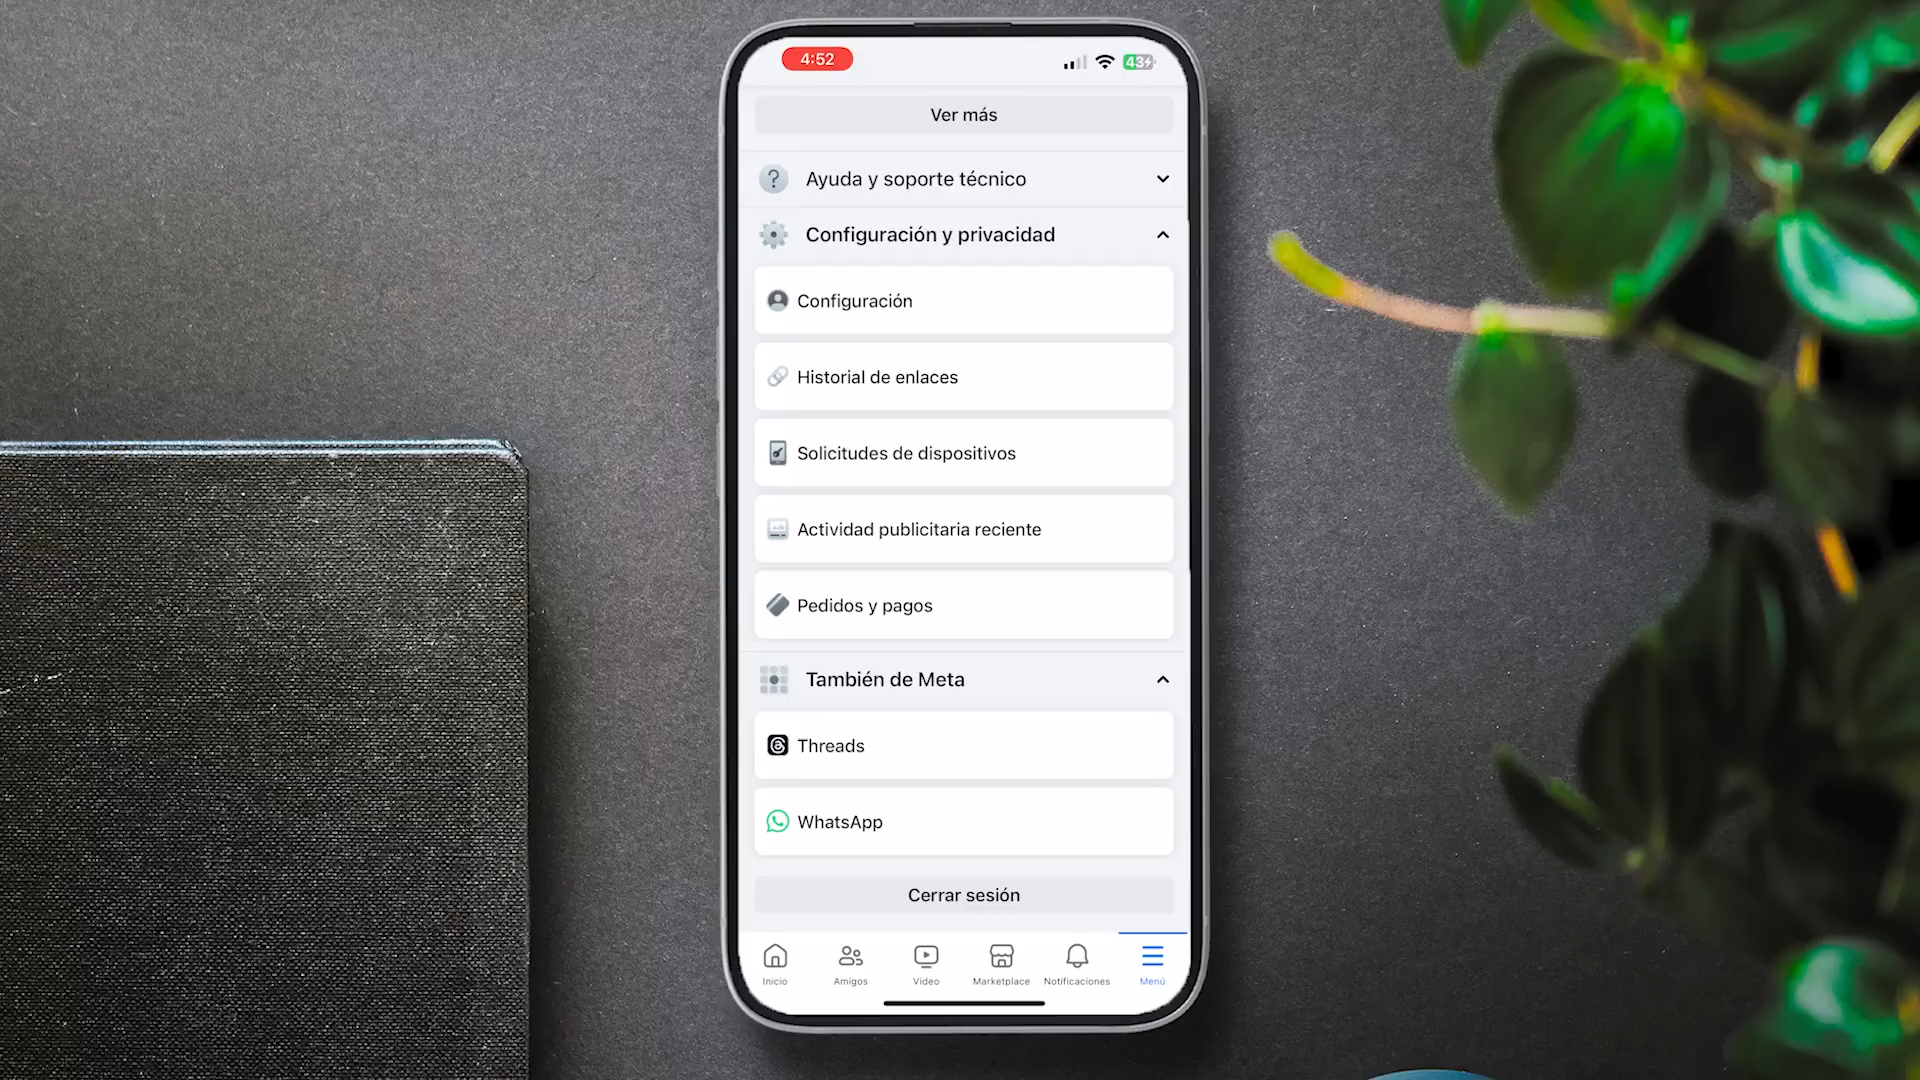 4:52
43
Ver más
Ayuda y soporte técnico
Configuración y privacidad
Configuración
Historial de enlaces
Solicitudes de dispositivos
Actividad publicitaria reciente
Pedidos y pagos
También de Meta
Threads
WhatsApp
Cerrar sesión
Inicio
Amigos
Video
Marketplace
Notificaciones
Menú